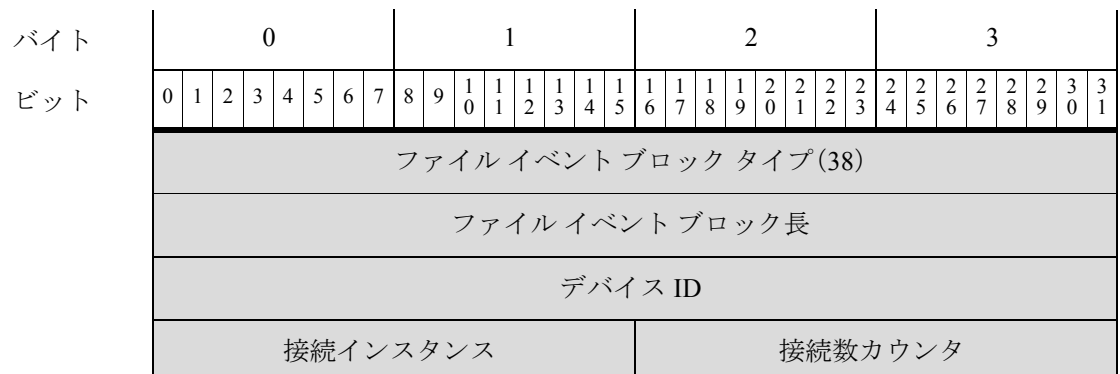 バイト 0 1 2 3
ビット 0 1 2 3 4 5 6 7 8 9 10 11 12 13 14 15 16 17 18 19 20 21 22 23 24 25 26 27 28 29 30 31
ファイル イベント ブロック タイプ(38)
ファイル イベント ブロック長
デバイス ID
接続インスタンス 接続数カウンタ